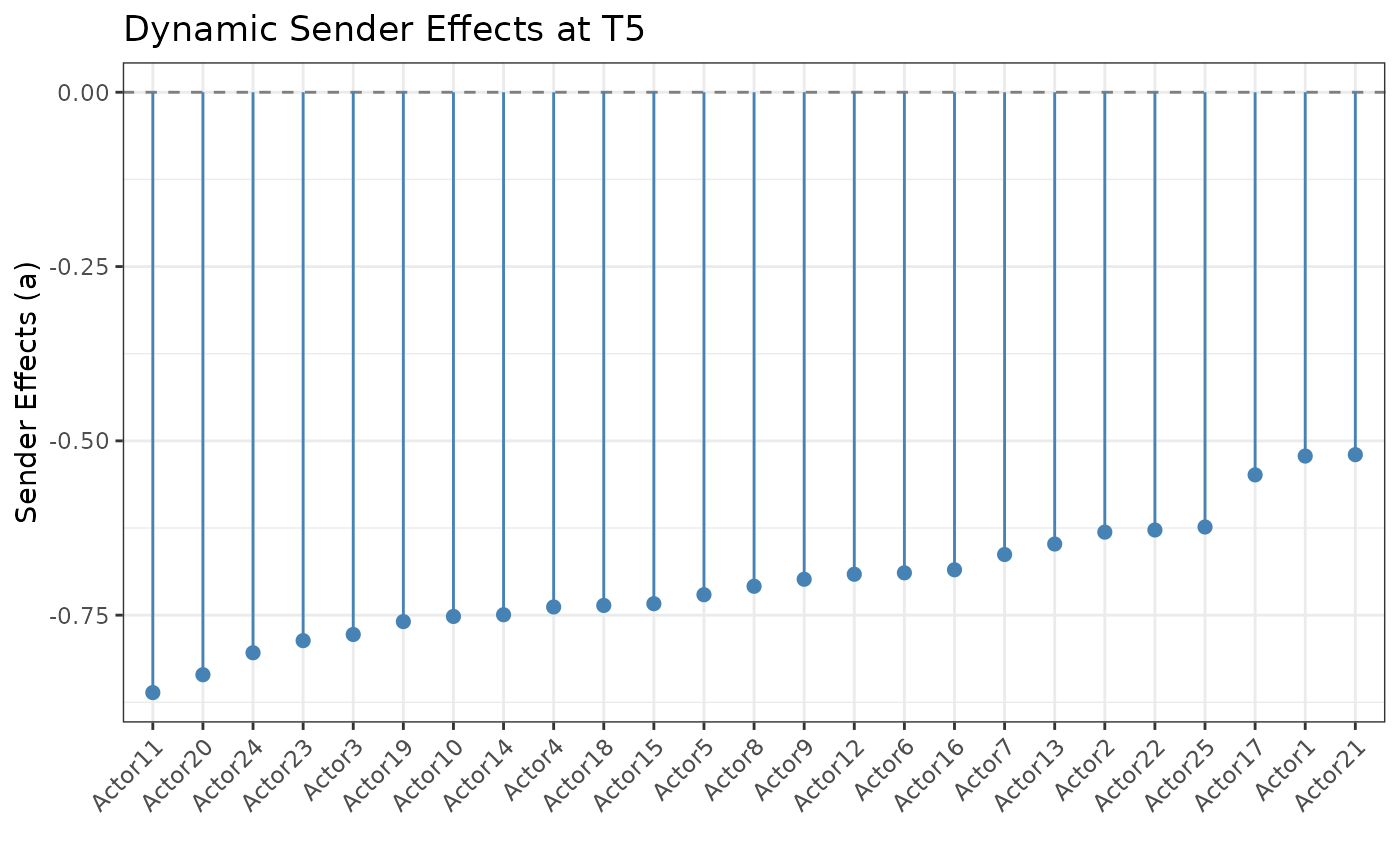 Dynamic Sender Effects at T5
Sender Effects (a)
0.00
-0.25
-0.50
-0.75
Actor11
Actor20
Actor24
Actor23
Actor3
Actor19
Actor10
Actor14
Actor4
Actor18
Actor15
Actor5
Actor8
Actor9
Actor12
Actor6
Actor16
Actor7
Actor13
Actor2
Actor22
Actor25
Actor17
Actor1
Actor21